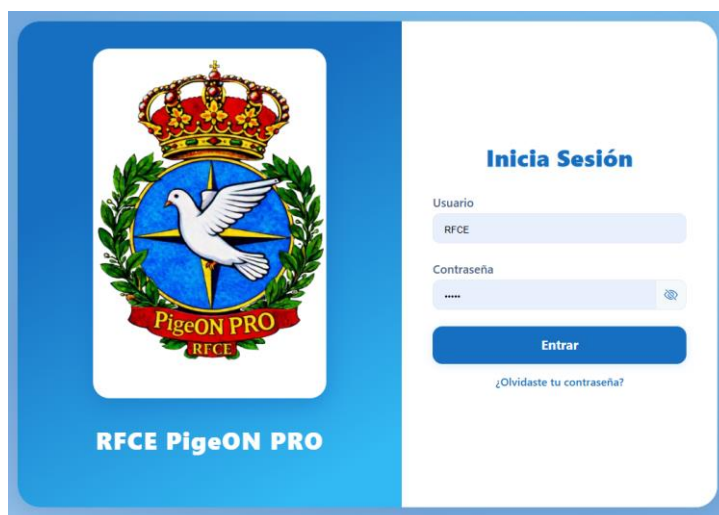 PigeON PRO
RFCE
RFCE PigeON PRO
Inicia Sesión
Usuario
RFCE
Contraseña
•••••
Entrar
¿Olvidaste tu contraseña?